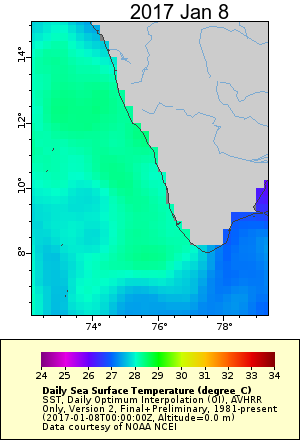 2017 Jan 8
14°
12°
10°
8°
74° 76° 78°
24 25 26 27 28 29 30 31 32 33 34
Daily Sea Surface Temperature (degree_C)
SST, Daily Optimum Interpolation (OI), AVHRR
Only, Version 2, Final+Preliminary, 1981-present
(2017-01-08T00:00:00Z, Altitude=0.0 m)
Data courtesy of NOAA NCEI